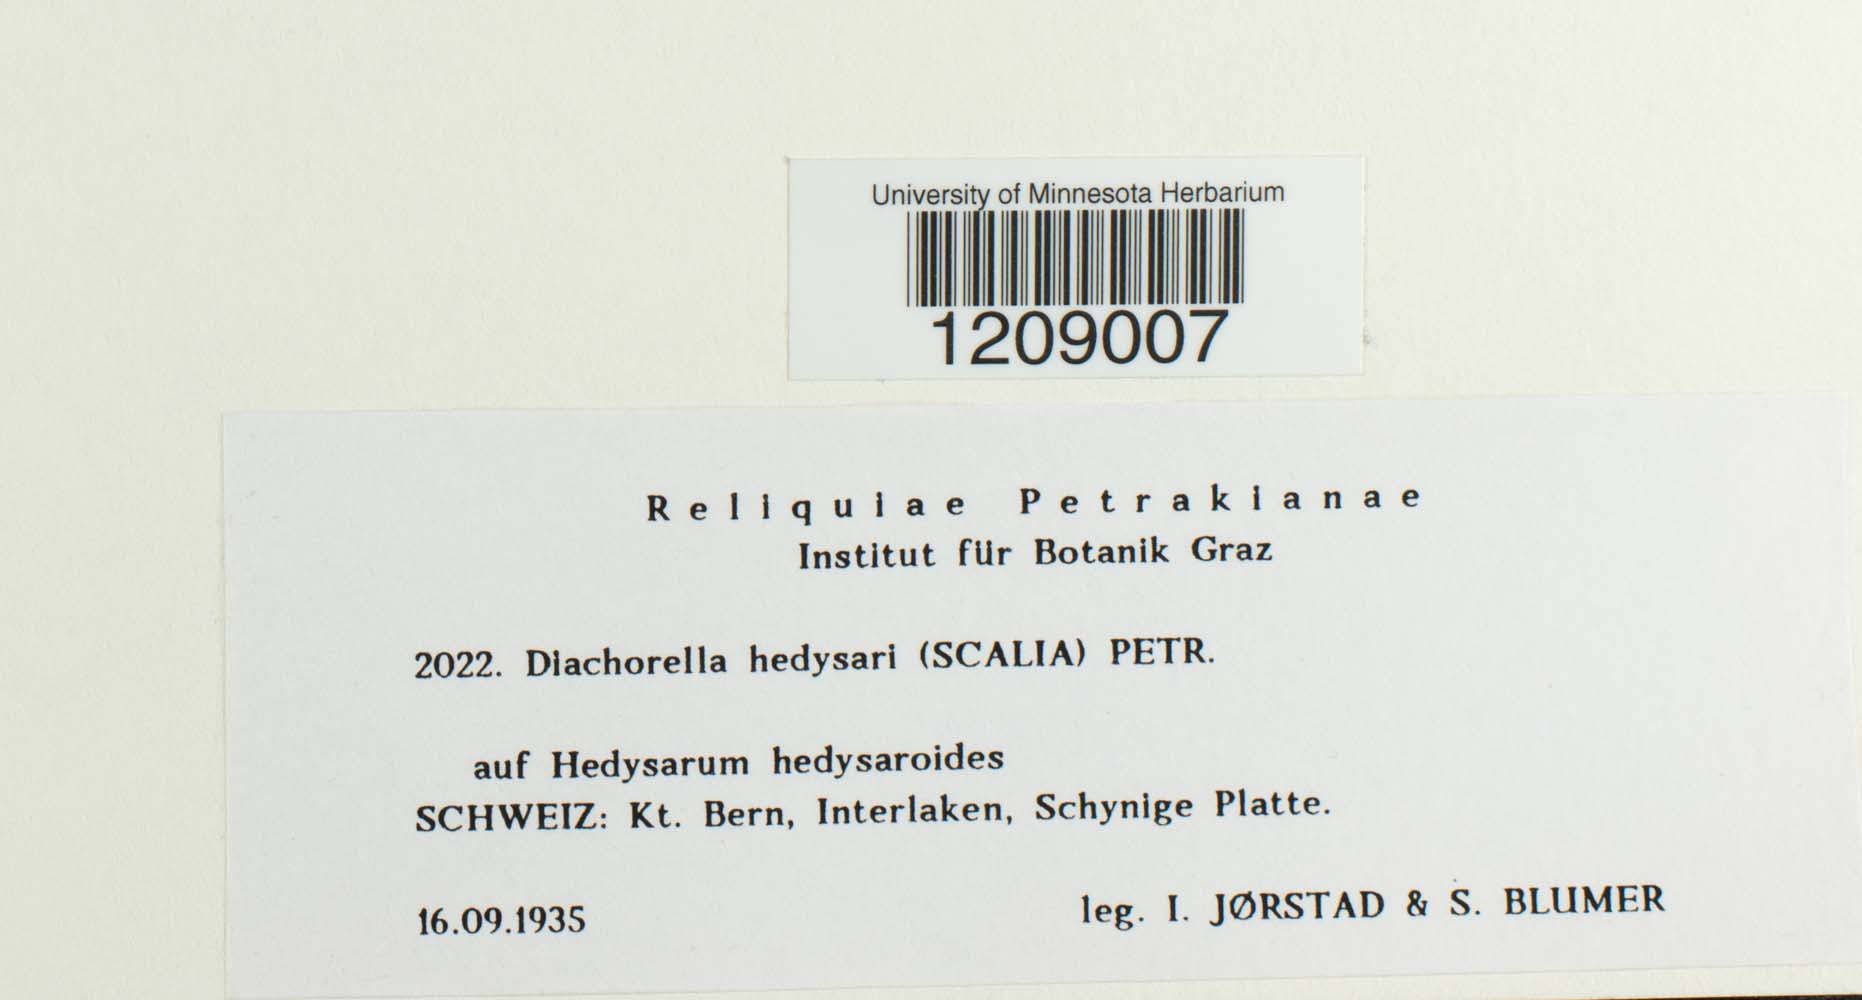 University of Minnesota Herbarium
1209007
Reliquiae Petrakianae
Institut für Botanik Graz
2022. Diachorella hedysari (SCALIA) PETR.
auf Hedysarum hedysaroides
SCHWEIZ: Kt. Bern, Interlaken, Schynige Platte.
16.09.1935 leg. I. JØRSTAD & S. BLUMER